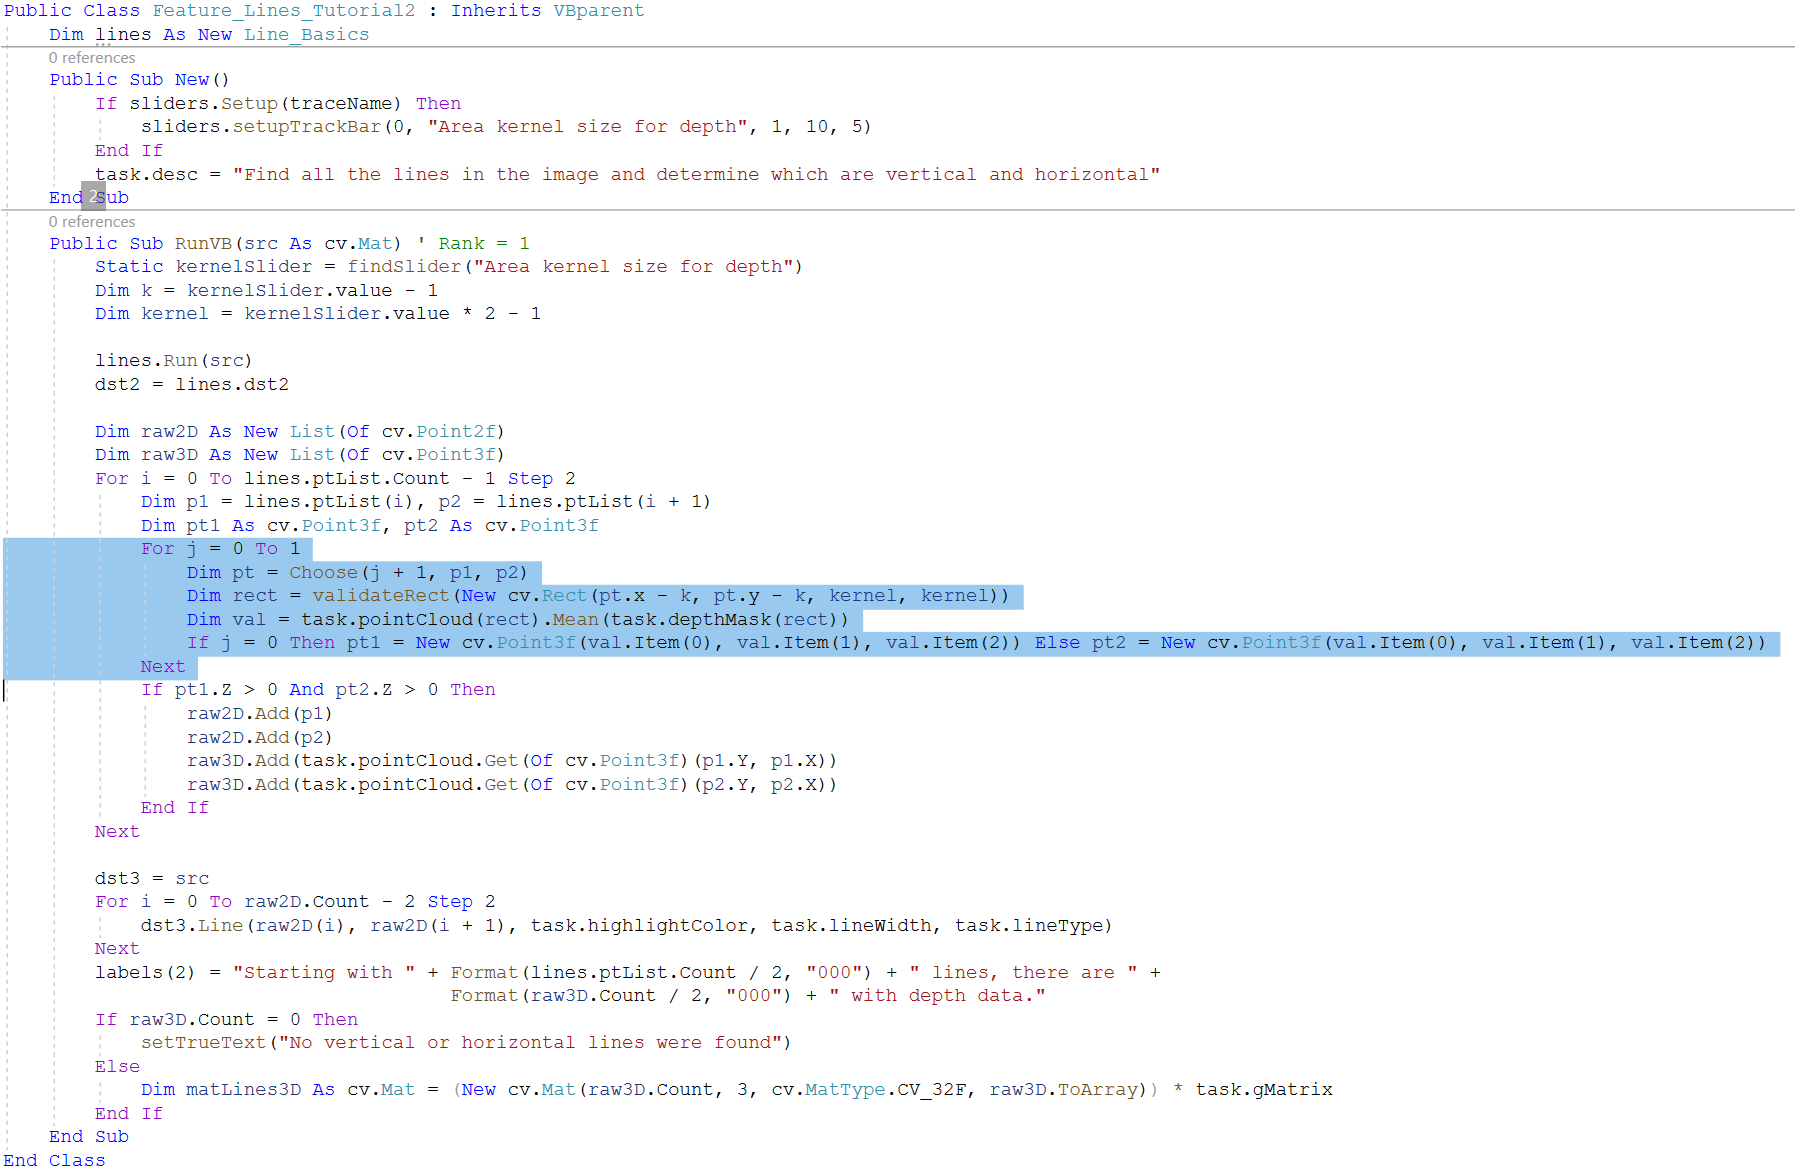 Public Class Feature_Lines_Tutorial2 : Inherits VBparent
    Dim lines As New Line_Basics
    0 references
    Public Sub New()
        If sliders.Setup(traceName) Then
            sliders.setupTrackBar(0, "Area kernel size for depth", 1, 10, 5)
        End If
        task.desc = "Find all the lines in the image and determine which are vertical and horizontal"
    End 2 Sub
    0 references
    Public Sub RunVB(src As cv.Mat) ' Rank = 1
        Static kernelSlider = findSlider("Area kernel size for depth")
        Dim k = kernelSlider.value - 1
        Dim kernel = kernelSlider.value * 2 - 1
        lines.Run(src)
        dst2 = lines.dst2
        Dim raw2D As New List(Of cv.Point2f)
        Dim raw3D As New List(Of cv.Point3f)
        For i = 0 To lines.ptList.Count - 1 Step 2
            Dim p1 = lines.ptList(i), p2 = lines.ptList(i + 1)
            Dim pt1 As cv.Point3f, pt2 As cv.Point3f
            For j = 0 To 1
                Dim pt = Choose(j + 1, p1, p2)
                Dim rect = validateRect(New cv.Rect(pt.x - k, pt.y - k, kernel, kernel))
                Dim val = task.pointCloud(rect).Mean(task.depthMask(rect))
                If j = 0 Then pt1 = New cv.Point3f(val.Item(0), val.Item(1), val.Item(2)) Else pt2 = New cv.Point3f(val.Item(0), val.Item(1), val.Item(2))
            Next
            If pt1.Z > 0 And pt2.Z > 0 Then
                raw2D.Add(p1)
                raw2D.Add(p2)
                raw3D.Add(task.pointCloud.Get(Of cv.Point3f)(p1.Y, p1.X))
                raw3D.Add(task.pointCloud.Get(Of cv.Point3f)(p2.Y, p2.X))
            End If
        Next
        dst3 = src
        For i = 0 To raw2D.Count - 2 Step 2
            dst3.Line(raw2D(i), raw2D(i + 1), task.highlightColor, task.lineWidth, task.lineType)
        Next
        labels(2) = "Starting with " + Format(lines.ptList.Count / 2, "000") + " lines, there are " +
                                       Format(raw3D.Count / 2, "000") + " with depth data."
        If raw3D.Count = 0 Then
            setTrueText("No vertical or horizontal lines were found")
        Else
            Dim matLines3D As cv.Mat = (New cv.Mat(raw3D.Count, 3, cv.MatType.CV_32F, raw3D.ToArray)) * task.gMatrix
        End If
    End Sub
End Class